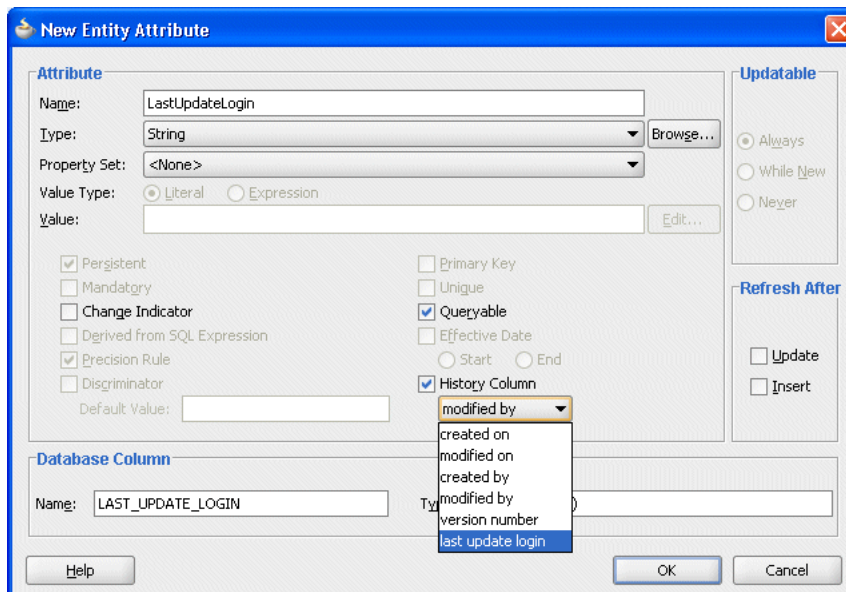 New Entity Attribute
Attribute
Name: LastUpdateLogin
Type: String Browse...
Property Set: <None>
Value Type: Literal Expression
Value: Edit...
Persistent Primary Key
Mandatory Unique
Change Indicator Queryable
Derived from SQL Expression Effective Date
Precision Rule Start End
Discriminator History Column
Default Value: modified by
created on
modified on
created by
modified by
version number
last update login
Updatable
Always
While New
Never
Refresh After
Update
Insert
Database Column
Name: LAST_UPDATE_LOGIN )
Help OK Cancel